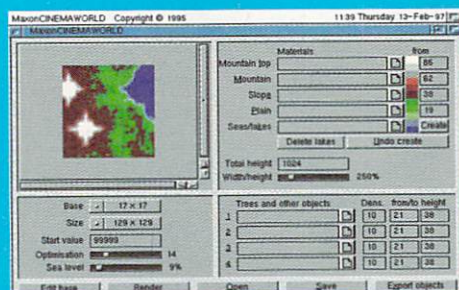 MaxonCINEMAWORLD Copyright © 1995 11:39 Thursday 13-Feb-97
MaxonCINEMAWORLD
Materials from
Mountain top 86
Mountain 62
Slope 38
Plain 19
Seas/lakes Create
Delete lakes Undo create
Total height 1024
Width/height 250%
Base 17 × 17
Size 129 × 129
Start value 99999
Optimisation 14
Sea level 9%
Trees and other objects Dens. from/to height
1 10 21 38
2 10 21 38
3 10 21 38
4 10 21 38
Edit base Render Open Save Export objects